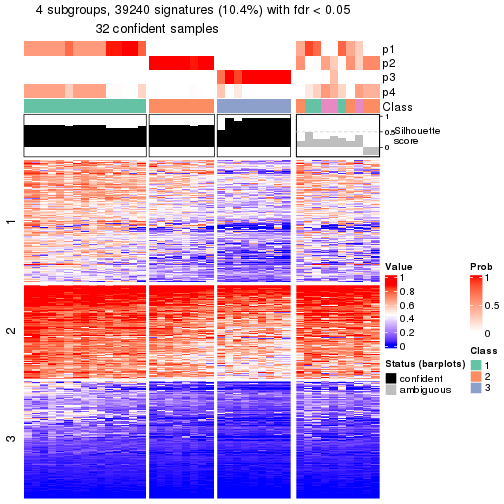 4 subgroups, 39240 signatures (10.4%) with fdr < 0.05
32 confident samples
p1
p2
p3
p4
Class
1
0.5
0
Silhouette
score
1
2
3
Value
1
0.8
0.6
0.4
0.2
0
Prob
1
0.5
0
Status (barplots)
confident
ambiguous
Class
1
2
3